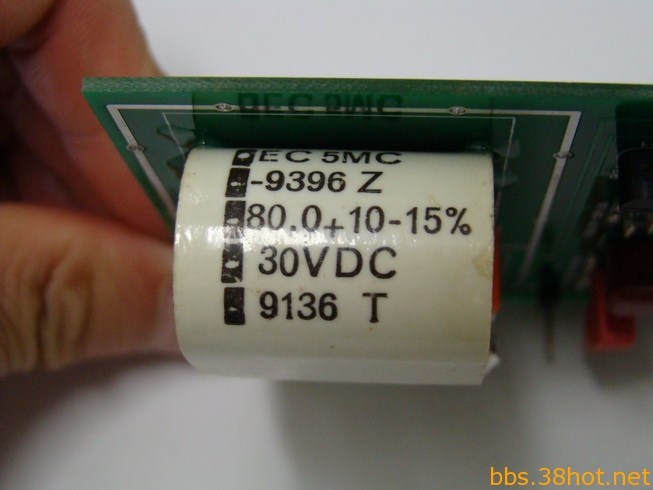 EC 5MC
-9396 Z
80.0+10-15%
30VDC
9136 T
bbs.38hot.net